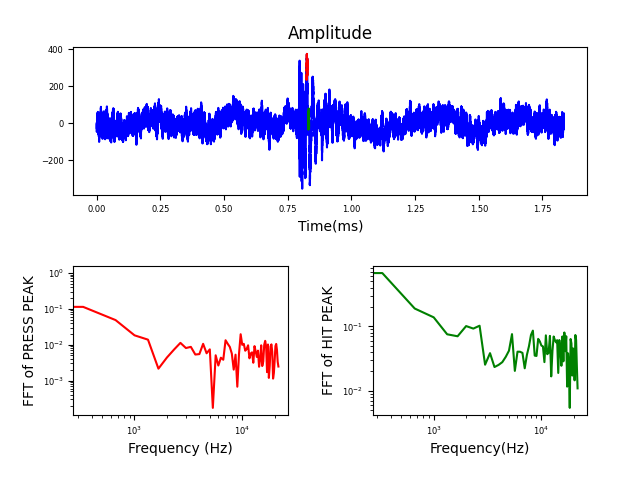 Amplitude
400
200
0
−200
0.00 0.25 0.50 0.75 1.00 1.25 1.50 1.75
Time(ms)
FFT of PRESS PEAK
10⁰
10⁻¹
10⁻²
10⁻³
10³ 10⁴
Frequency (Hz)
FFT of HIT PEAK
10⁻¹
10⁻²
10³ 10⁴
Frequency(Hz)